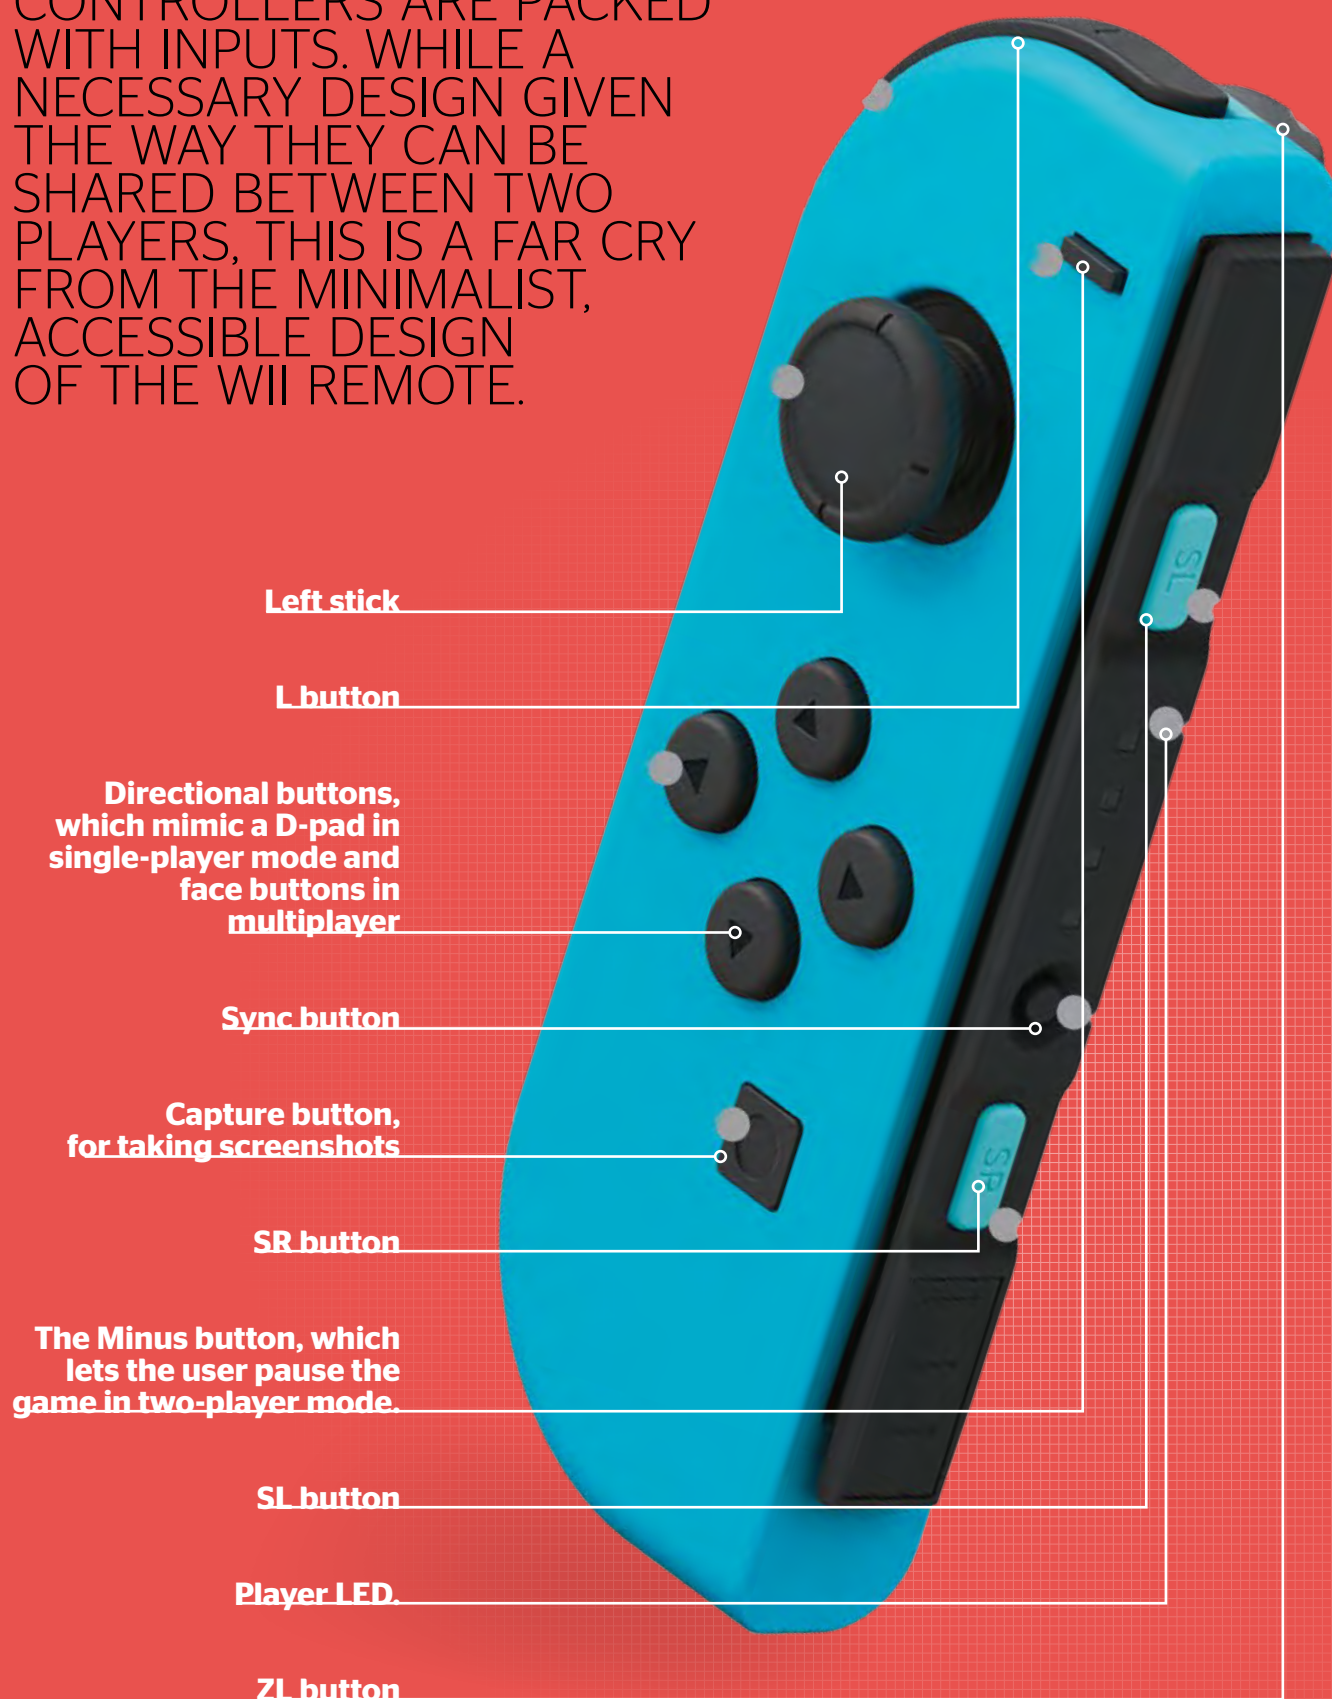 CONTROLLERS ARE PACKED
WITH INPUTS. WHILE A
NECESSARY DESIGN GIVEN
THE WAY THEY CAN BE
SHARED BETWEEN TWO
PLAYERS, THIS IS A FAR CRY
FROM THE MINIMALIST,
ACCESSIBLE DESIGN
OF THE WII REMOTE.
Left stick
L button
Directional buttons,
which mimic a D-pad in
single-player mode and
face buttons in
multiplayer
Sync button
Capture button,
for taking screenshots
SR button
The Minus button, which
lets the user pause the
game in two-player mode.
SL button
Player LED.
ZL button
SL
SR